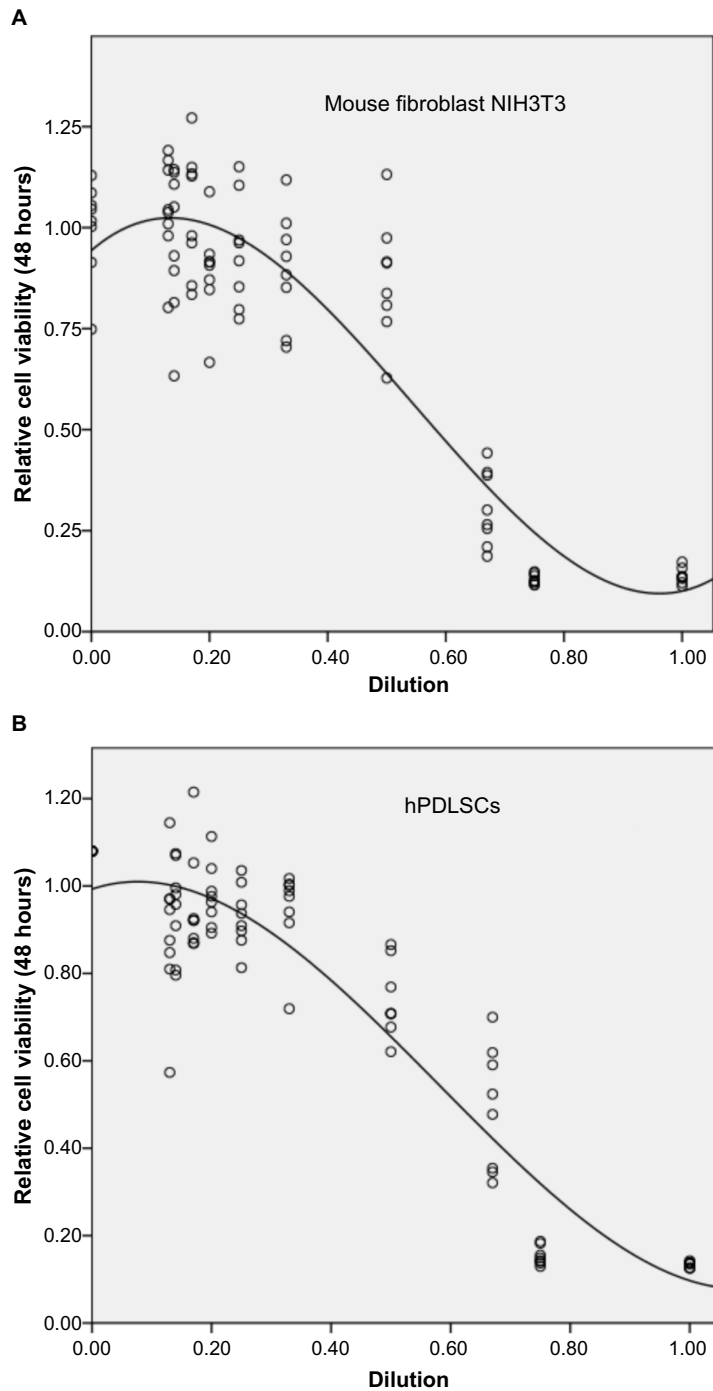 A
Mouse fibroblast NIH3T3
Relative cell viability (48 hours)
1.25
1.00
0.75
0.50
0.25
0.00
0.00 0.20 0.40 0.60 0.80 1.00
Dilution
B
hPDLSCs
Relative cell viability (48 hours)
1.20
1.00
0.80
0.60
0.40
0.20
0.00
0.00 0.20 0.40 0.60 0.80 1.00
Dilution